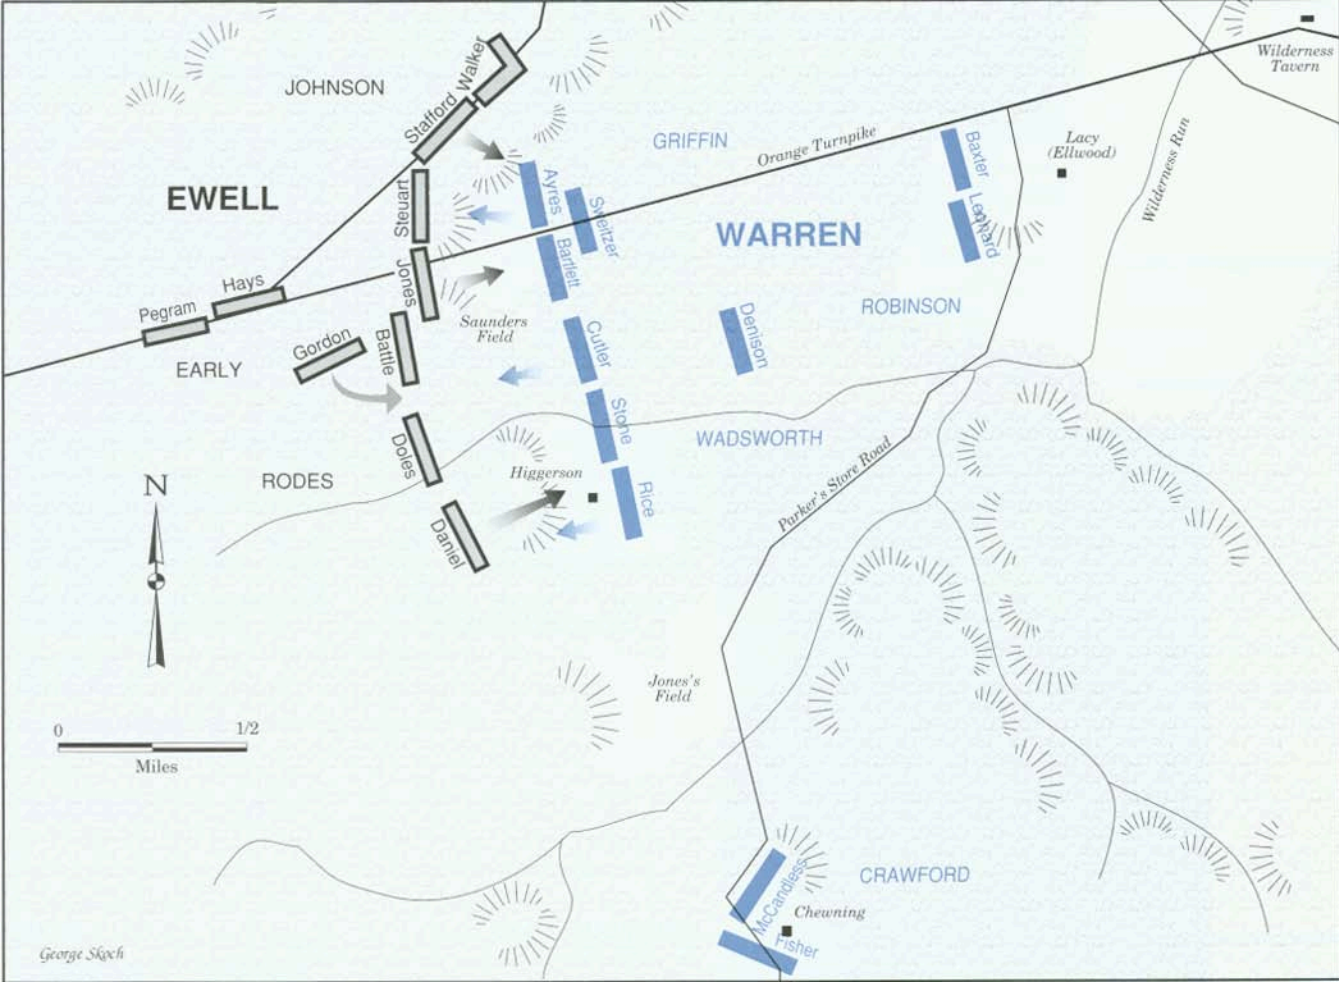 Wilderness
Tavern
Walker
JOHNSON
Stafford
GRIFFIN
Orange Turnpike
Baxter
Lacy
(Ellwood)
Wilderness Run
EWELL
Steuart
Ayres
Sweitzer
WARREN
Leonard
Hays
Pegram
Jones
Bartlett
ROBINSON
Saunders
Field
Gordon
Battle
EARLY
Cutler
Denison
Stone
WADSWORTH
Doles
RODES
Higgerson
Rice
Parker's Store Road
N
Daniel
Jones's
Field
0 1/2
Miles
McCandless
CRAWFORD
Chewning
Fisher
George Skoch